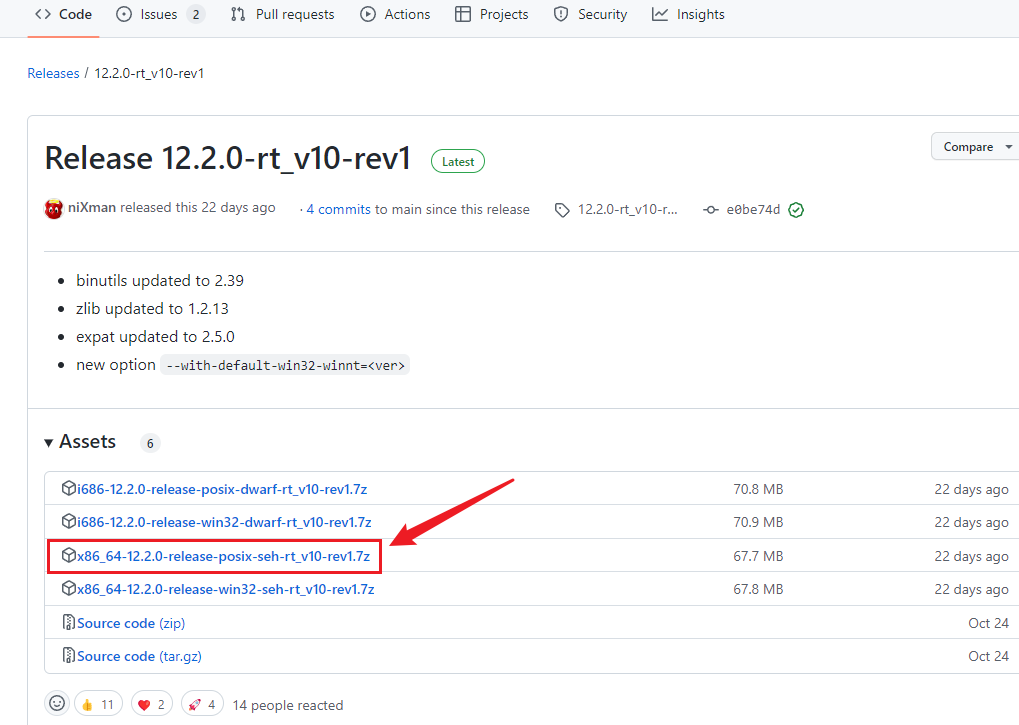 Code Issues 2 Pull requests Actions Projects Security Insights
Releases / 12.2.0-rt_v10-rev1
Release 12.2.0-rt_v10-rev1 Latest
Compare
niXman released this 22 days ago · 4 commits to main since this release 12.2.0-rt_v10-r... e0be74d
binutils updated to 2.39
zlib updated to 1.2.13
expat updated to 2.5.0
new option --with-default-win32-winnt=<ver>
Assets 6
i686-12.2.0-release-posix-dwarf-rt_v10-rev1.7z 70.8 MB 22 days ago
i686-12.2.0-release-win32-dwarf-rt_v10-rev1.7z 70.9 MB 22 days ago
x86_64-12.2.0-release-posix-seh-rt_v10-rev1.7z 67.7 MB 22 days ago
x86_64-12.2.0-release-win32-seh-rt_v10-rev1.7z 67.8 MB 22 days ago
Source code (zip) Oct 24
Source code (tar.gz) Oct 24
11 2 4 14 people reacted